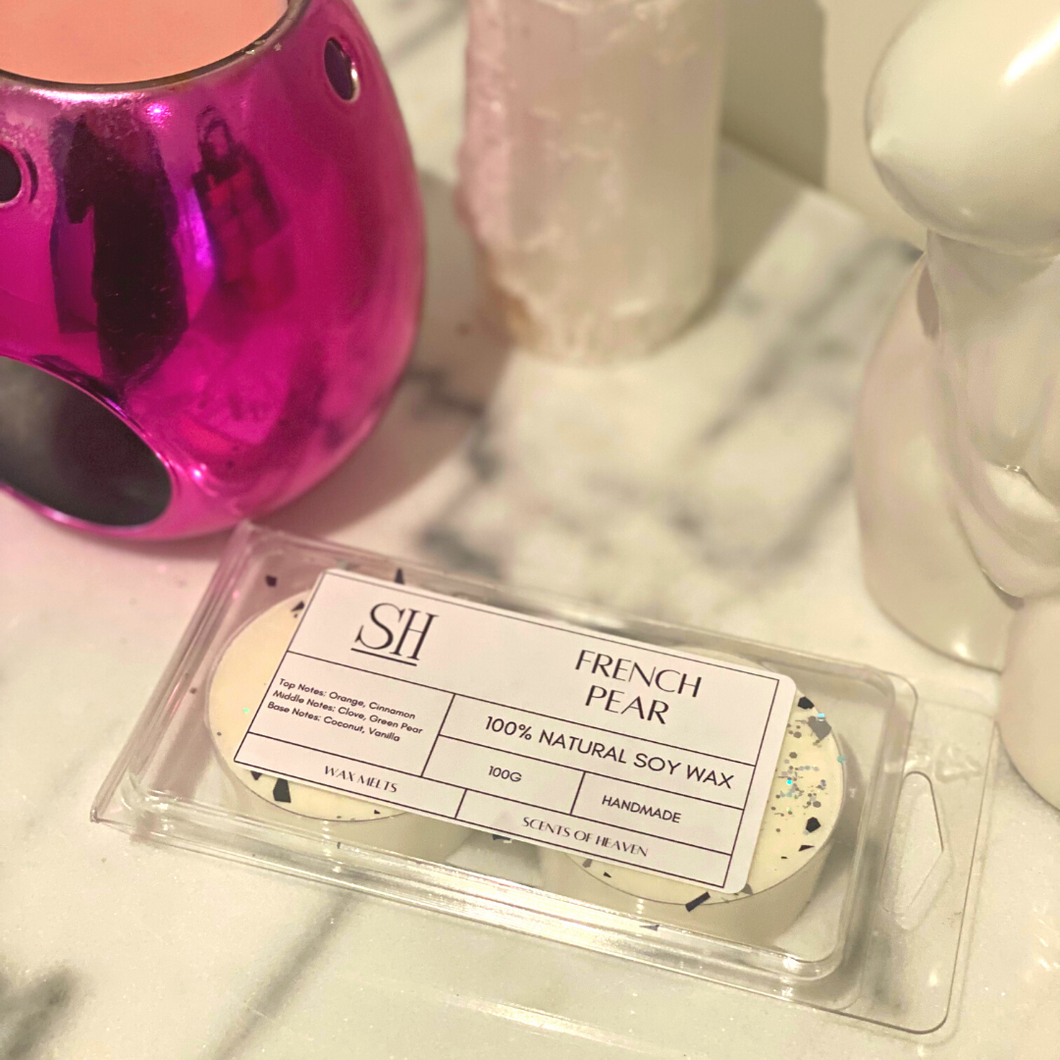 SH
FRENCH
PEAR
Top Notes: Orange, Cinnamon
Middle Notes: Clove, Green Pear
Base Notes: Coconut, Vanilla
100% NATURAL SOY WAX
100G
HANDMADE
WAX MELTS
SCENTS OF HEAVEN